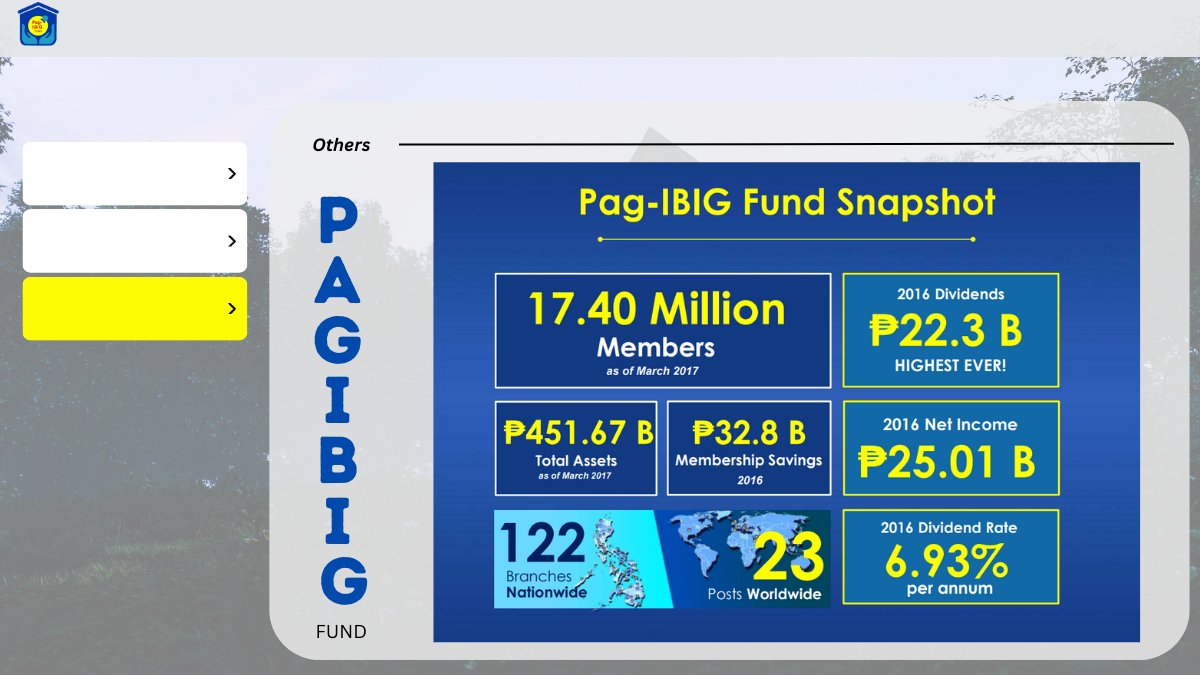 Pag-
IBIG
Others
P
A
G
I
B
I
G
FUND
Pag-IBIG Fund Snapshot
17.40 Million
Members
as of March 2017
2016 Dividends
₱22.3 B
HIGHEST EVER!
₱451.67 B
Total Assets
as of March 2017
₱32.8 B
Membership Savings
2016
2016 Net Income
₱25.01 B
122
Branches
Nationwide
23
Posts Worldwide
2016 Dividend Rate
6.93%
per annum